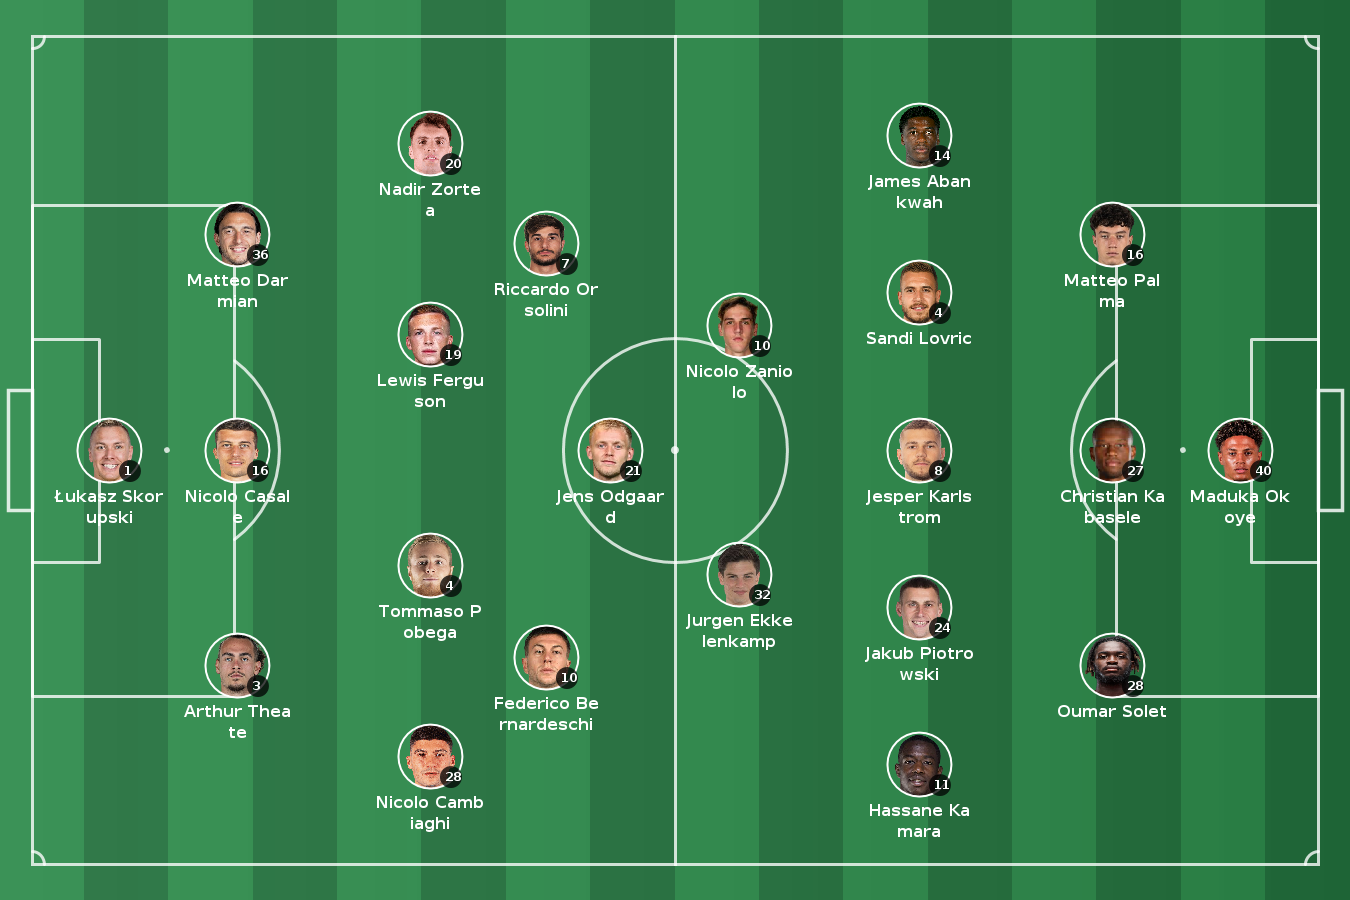 20
Nadir Zorte
a
36
Matteo Dar
mian
7
Riccardo Or
solini
19
Lewis Fergu
son
1
Łukasz Skor
upski
16
Nicolo Casal
e
21
Jens Odgaar
d
4
Tommaso P
obega
3
Arthur Thea
te
10
Federico Be
rnardeschi
28
Nicolo Camb
iaghi
14
James Aban
kwah
16
Matteo Pal
ma
4
Sandi Lovric
10
Nicolo Zanio
lo
8
Jesper Karls
trom
27
Christian Ka
basele
40
Maduka Ok
oye
32
Jurgen Ekke
lenkamp
24
Jakub Piotro
wski
28
Oumar Solet
11
Hassane Ka
mara